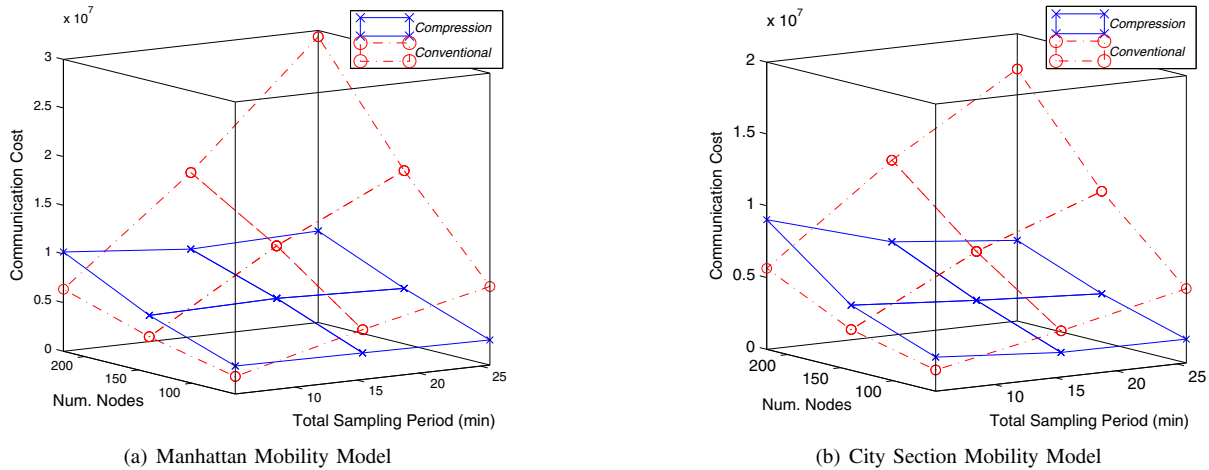 x 10^7
Compression
Conventional
3
2.5
2
1.5
1
0.5
0
Communication Cost
200
150
100
Num. Nodes
10
15
20
25
Total Sampling Period (min)
(a) Manhattan Mobility Model
x 10^7
Compression
Conventional
2
1.5
1
0.5
0
Communication Cost
200
150
100
Num. Nodes
10
15
20
25
Total Sampling Period (min)
(b) City Section Mobility Model